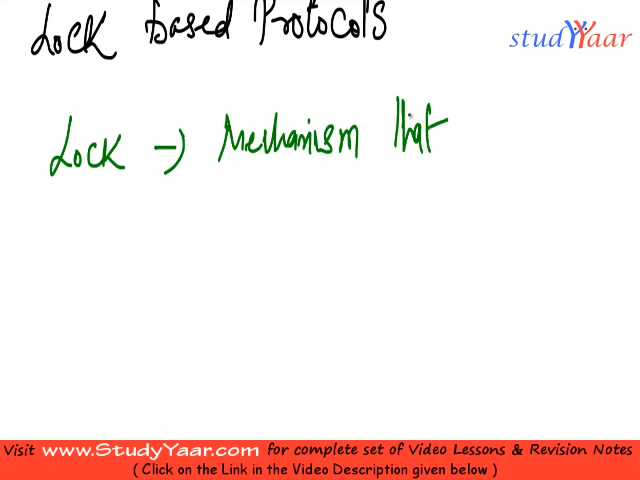 Lock based Protocols
studYYaar
Lock → Mechanism that
Visit www.StudyYaar.com for complete set of Video Lessons & Revision Notes
( Click on the Link in the Video Description given below )